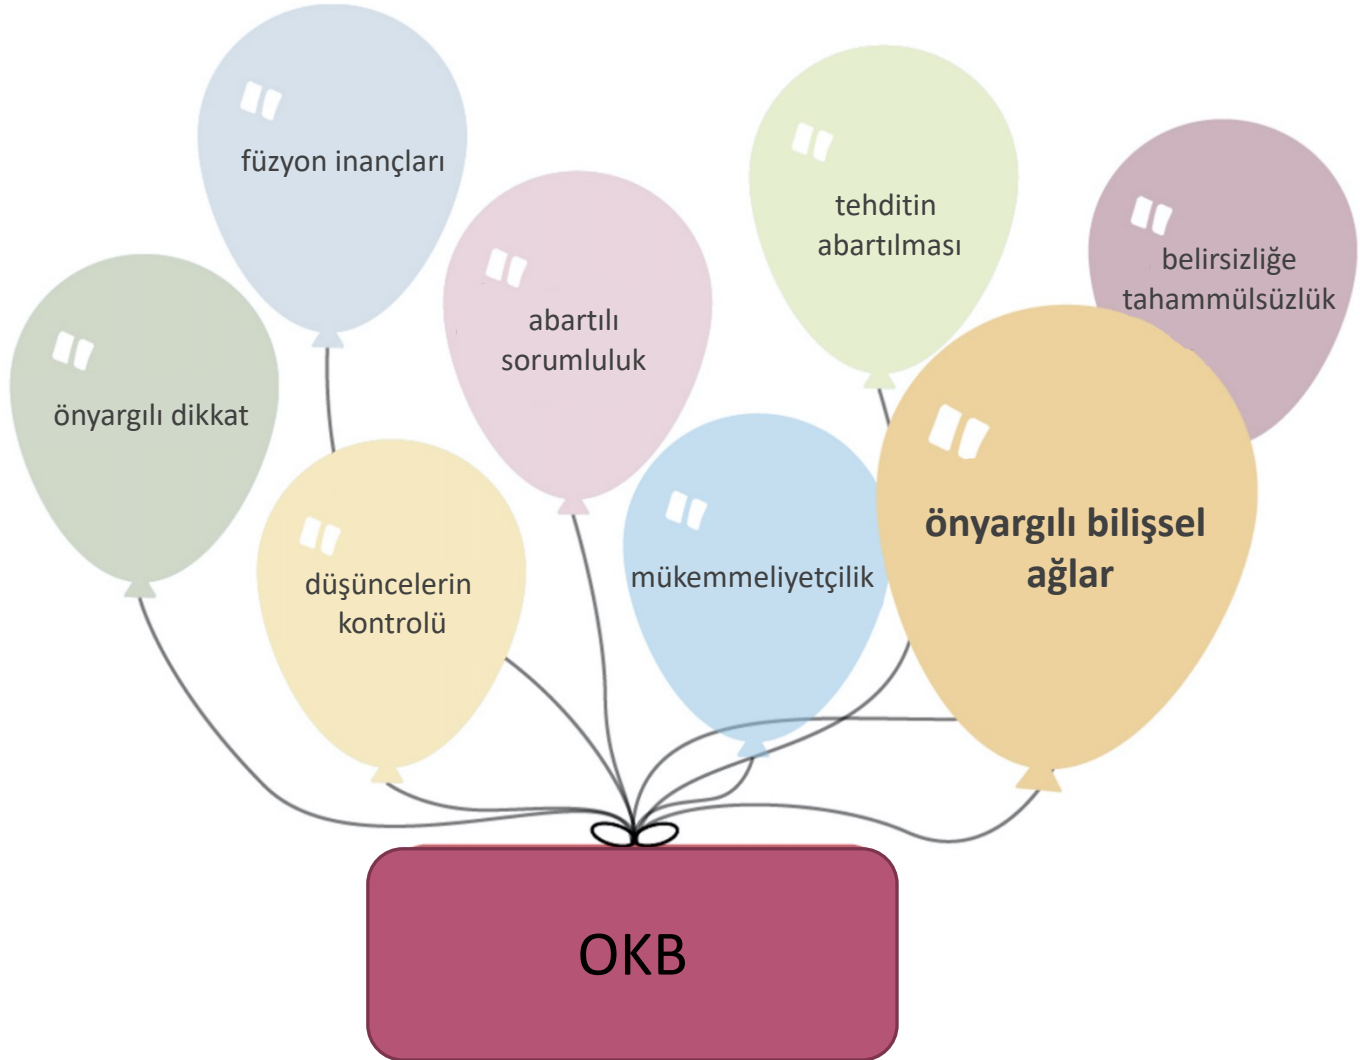 füzyon inançları
tehditin
abartılması
belirsizliğe
tahammülsüzlük
abartılı
sorumluluk
önyargılı dikkat
önyargılı bilişsel
ağlar
düşüncelerin
kontrolü
mükemmeliyetçilik
OKB